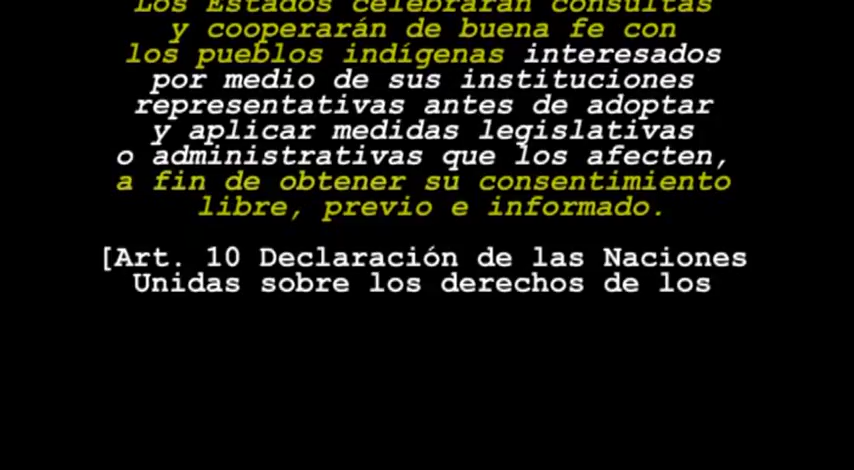 Los Estados celebrarán consultas
y cooperarán de buena fe con
los pueblos indígenas interesados
por medio de sus instituciones
representativas antes de adoptar
y aplicar medidas legislativas
o administrativas que los afecten,
a fin de obtener su consentimiento
libre, previo e informado.
[Art. 10 Declaración de las Naciones
Unidas sobre los derechos de los